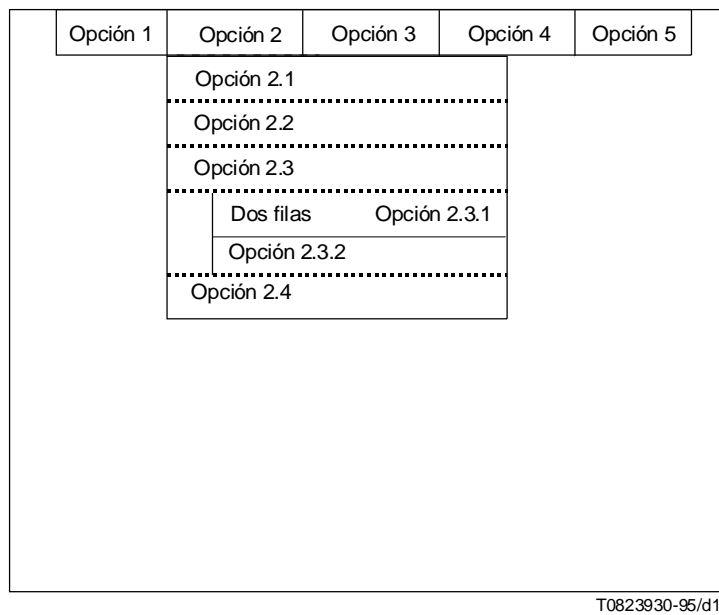 Opción 1 Opción 2 Opción 3 Opción 4 Opción 5
Opción 2.1
Opción 2.2
Opción 2.3
Dos filas Opción 2.3.1
Opción 2.3.2
Opción 2.4
T0823930-95/d1